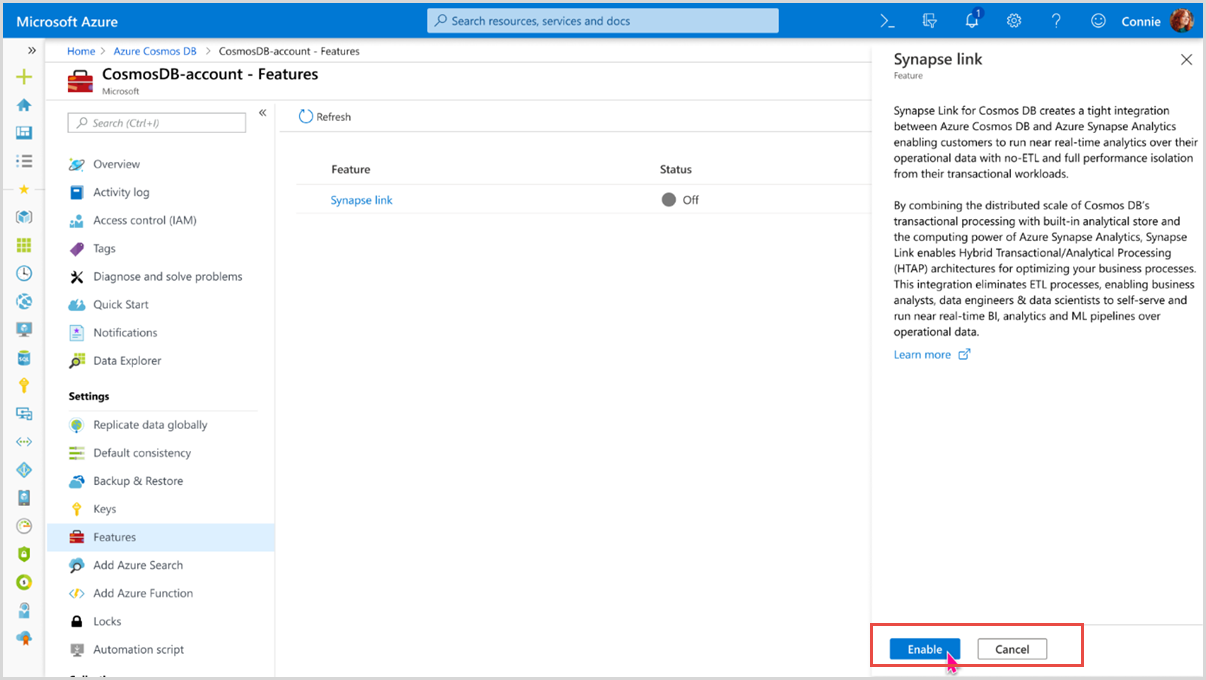 Microsoft Azure
Search resources, services and docs
1
Connie
Home > Azure Cosmos DB > CosmosDB-account - Features
CosmosDB-account - Features
Microsoft
Search (Ctrl+I)
Overview
Activity log
Access control (IAM)
Tags
Diagnose and solve problems
Quick Start
Notifications
Data Explorer
Settings
Replicate data globally
Default consistency
Backup & Restore
Keys
Features
Add Azure Search
Add Azure Function
Locks
Automation script
Refresh
Feature Status
Synapse link Off
Synapse link
Feature
Synapse Link for Cosmos DB creates a tight integration
between Azure Cosmos DB and Azure Synapse Analytics
enabling customers to run near real-time analytics over their
operational data with no-ETL and full performance isolation
from their transactional workloads.
By combining the distributed scale of Cosmos DB's
transactional processing with built-in analytical store and
the computing power of Azure Synapse Analytics, Synapse
Link enables Hybrid Transactional/Analytical Processing
(HTAP) architectures for optimizing your business processes.
This integration eliminates ETL processes, enabling business
analysts, data engineers & data scientists to self-serve and
run near real-time BI, analytics and ML pipelines over
operational data.
Learn more
Enable
Cancel